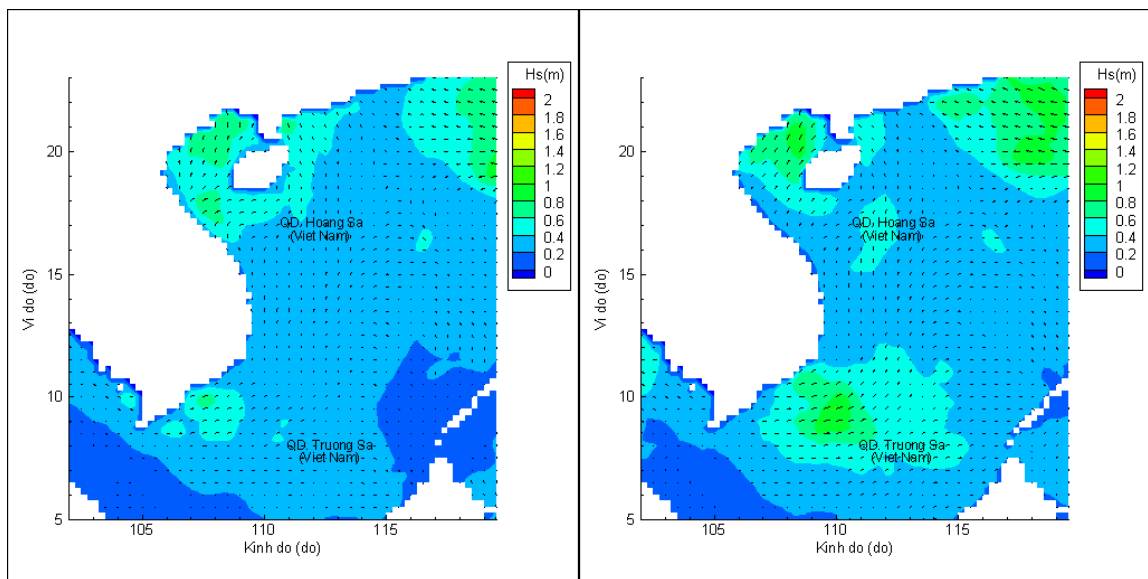 Hs(m)
2
1.8
1.6
1.4
1.2
1
0.8
0.6
0.4
0.2
0
20
15
10
5
Vi do (do)
QD. Hoang Sa
(Viet Nam)
QD. Truong Sa
(Viet Nam)
105
110
115
Kinh do (do)
Hs(m)
2
1.8
1.6
1.4
1.2
1
0.8
0.6
0.4
0.2
0
20
15
10
5
Vi do (do)
QD. Hoang Sa
(Viet Nam)
QD. Truong Sa
(Viet Nam)
105
110
115
Kinh do (do)